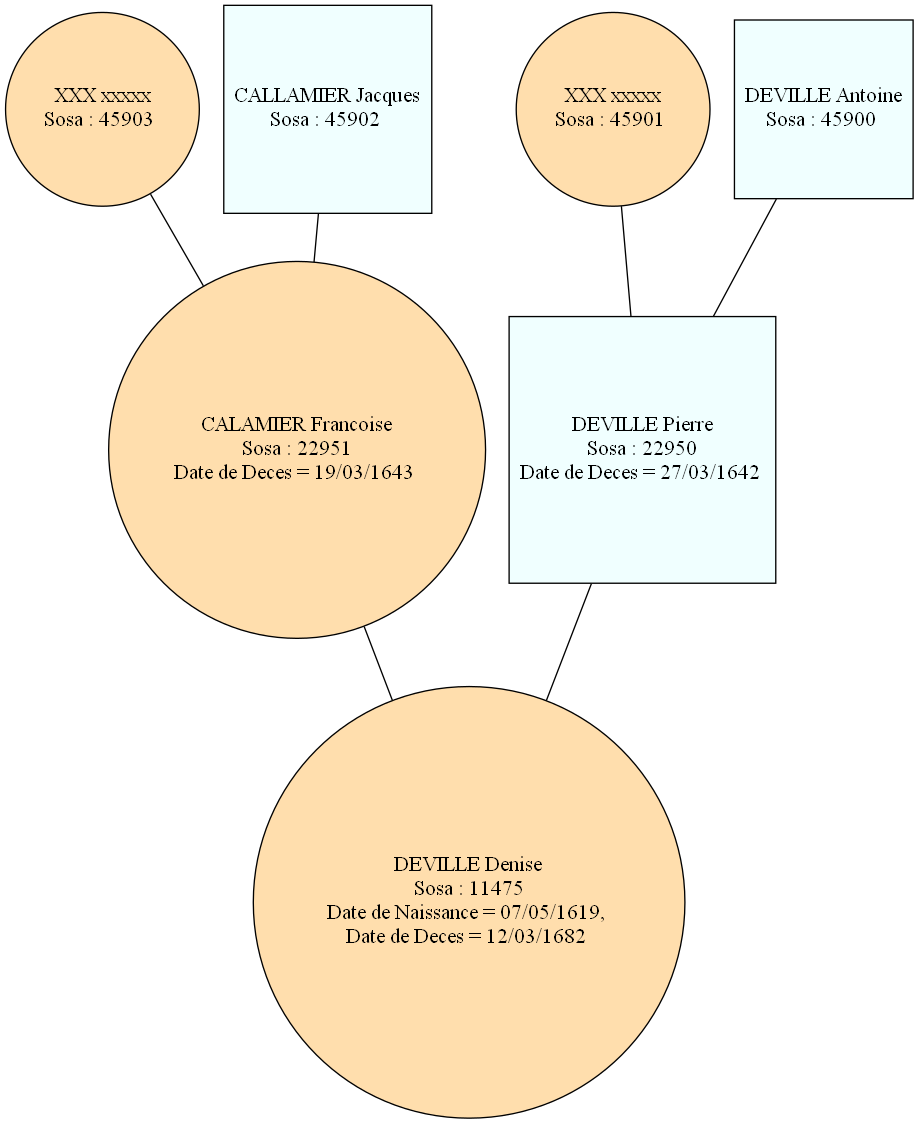 XXX xxxxx
Sosa : 45903
CALLAMIER Jacques
Sosa : 45902
XXX xxxxx
Sosa : 45901
DEVILLE Antoine
Sosa : 45900
CALAMIER Francoise
Sosa : 22951
Date de Deces = 19/03/1643
DEVILLE Pierre
Sosa : 22950
Date de Deces = 27/03/1642
DEVILLE Denise
Sosa : 11475
Date de Naissance = 07/05/1619,
Date de Deces = 12/03/1682